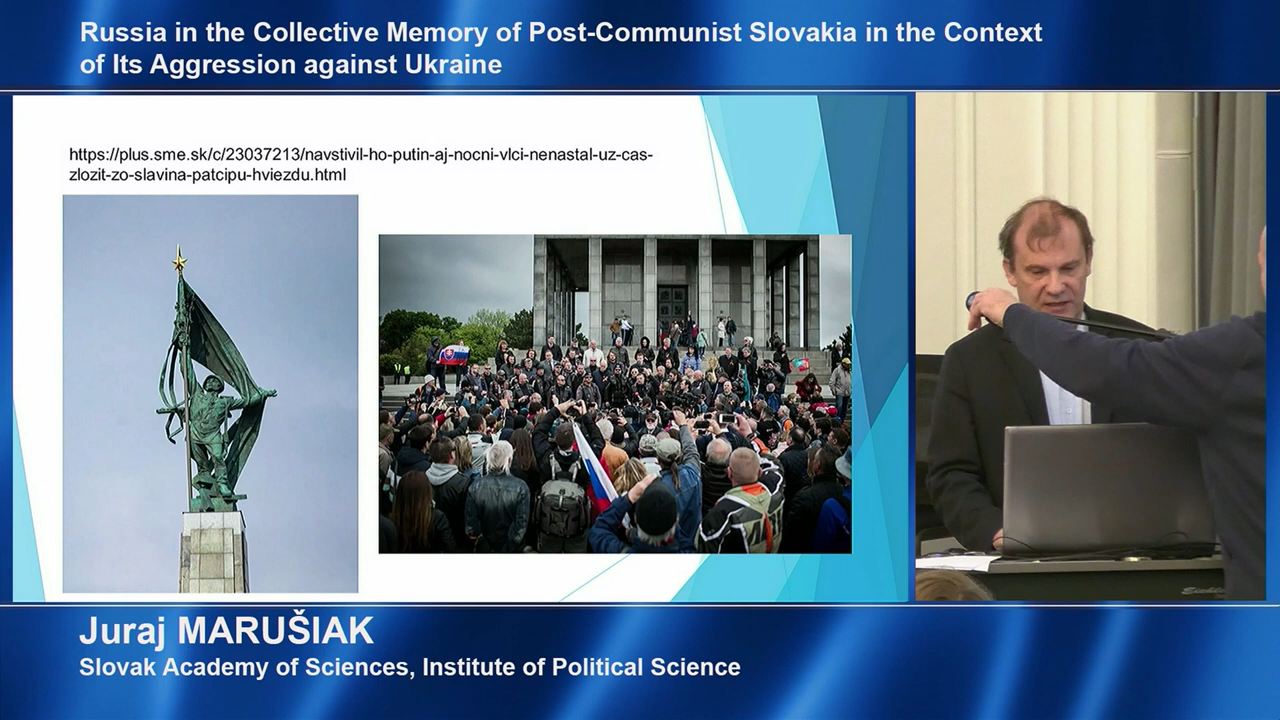 Russia in the Collective Memory of Post-Communist Slovakia in the Context
of Its Aggression against Ukraine
https://plus.sme.sk/c/23037213/navstivil-ho-putin-aj-nocni-vlci-nenastal-uz-cas-
zlozit-zo-slavina-patcipu-hviezdu.html
Juraj MARUŠIAK
Slovak Academy of Sciences, Institute of Political Science